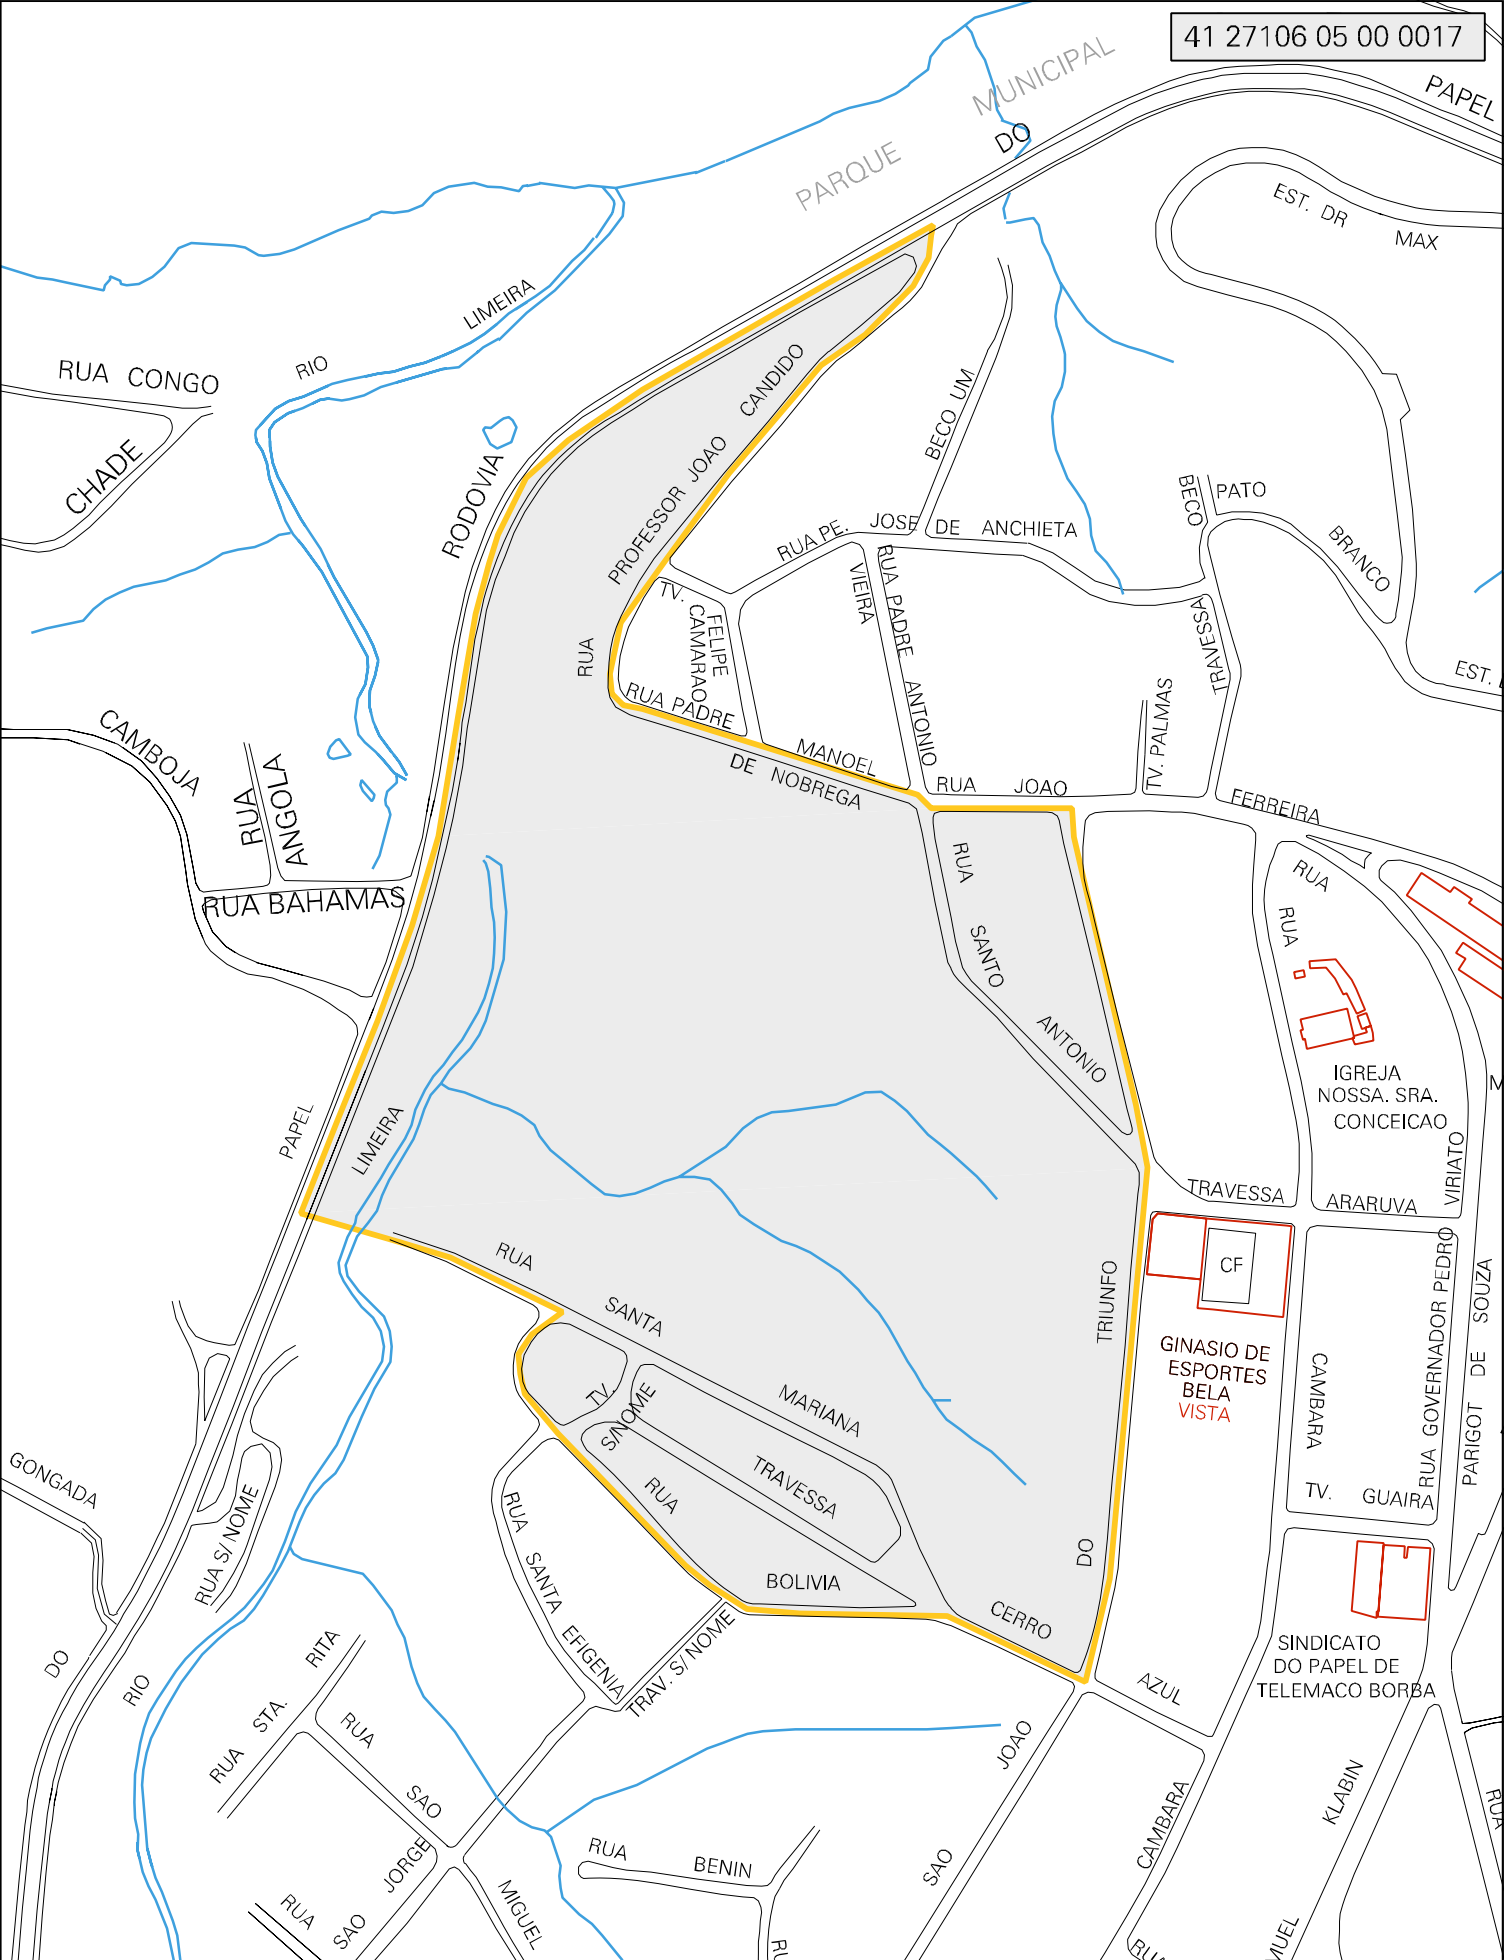 41 27106 05 00 0017
PAPEL
MUNICIPAL
DO
PARQUE
EST. DR
MAX
LIMEIRA
RIO
RUA CONGO
CHADE
RODOVIA
CANDIDO
JOAO
PROFESSOR
RUA
BECO UM
BECO
PATO
BRANCO
RUA PE. JOSE DE ANCHIETA
TV.
FELIPE
CAMARAO
VIEIRA
RUA PADRE
ANTONIO
TRAVESSA
EST.
RUA PADRE
MANOEL
DE NOBREGA
TV. PALMAS
RUA JOAO
FERREIRA
CAMBOJA
RUA
ANGOLA
RUA BAHAMAS
RUA
SANTO
ANTONIO
RUA
RUA
IGREJA
NOSSA. SRA.
CONCEICAO
M
PAPEL
LIMEIRA
TRAVESSA
ARARUVA
VIRIATO
RUA GOVERNADOR PEDRO
PARIGOT DE SOUZA
CF
GINASIO DE
ESPORTES
BELA
VISTA
CAMBARA
TV. GUAIRA
RUA
SANTA
MARIANA
TRIUNFO
DO
CERRO
AZUL
TV.
S/NOME
TRAVESSA
RUA
BOLIVIA
GONGADA
RUA S/ NOME
RUA
SANTA
EFIGENIA
TRAV. S/ NOME
SINDICATO
DO PAPEL DE
TELEMACO BORBA
DO
RIO
RUA STA. RITA
RUA
SAO
JORGE
SAO
RUA
MIGUEL
RUA
BENIN
SAO
JOAO
CAMBARA
KLABIN
MUEL
RUA
RUA
RU